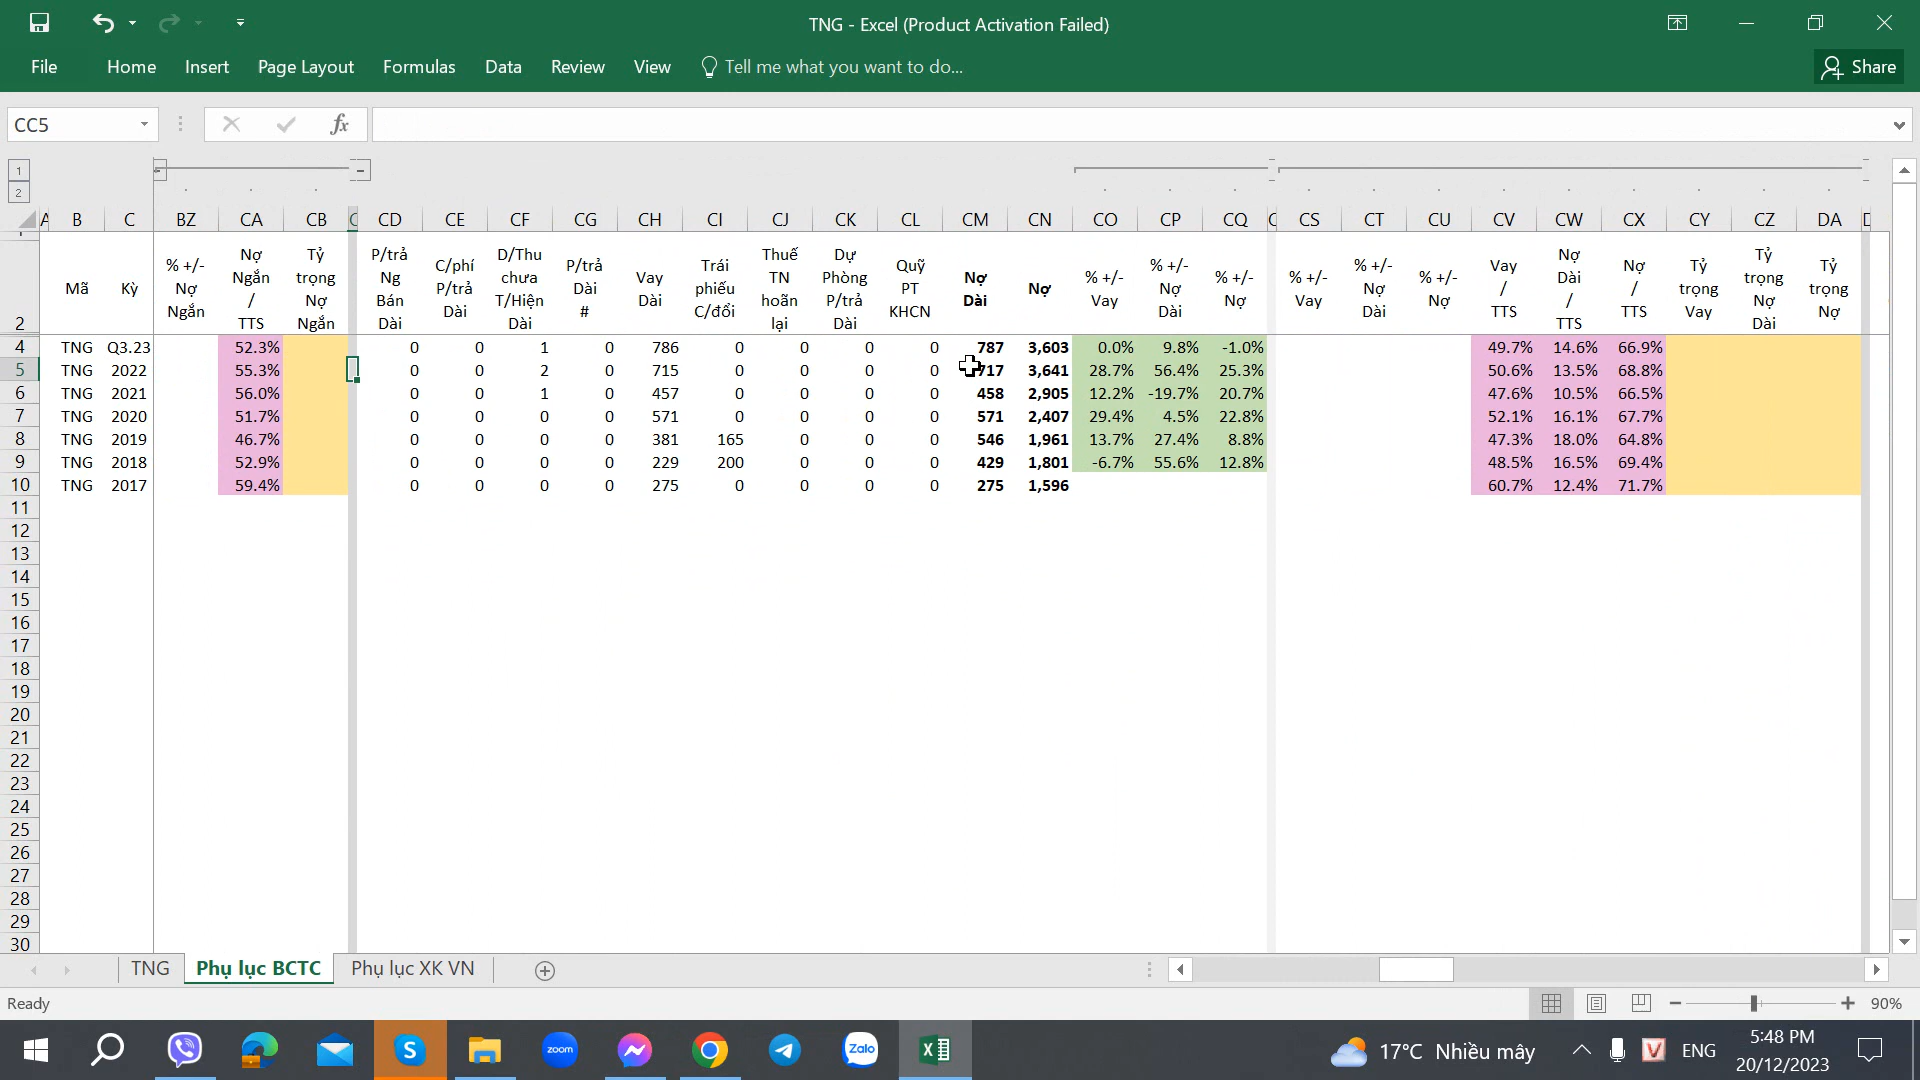 TNG - Excel (Product Activation Failed)
File Home Insert Page Layout Formulas Data Review View Tell me what you want to do... Share
CC5 fx
1
2
A B C BZ CA CB C CD CE CF CG CH CI CJ CK CL CM CN CO CP CQ C CS CT CU CV CW CX CY CZ DA
2 Mã Kỳ % +/- Nợ Ngắn Nợ Ngắn / TTS Tỷ trọng Nợ Ngắn P/trả Ng Bán Dài C/phí P/trả Dài D/Thu chưa T/Hiện Dài P/trả Dài # Vay Dài Trái phiếu C/đổi Thuế TN hoãn lại Dự Phòng P/trả Dài Quỹ PT KHCN Nợ Dài Nợ % +/- Vay % +/- Nợ Dài % +/- Nợ % +/- Vay % +/- Nợ Dài % +/- Nợ Vay / TTS Nợ Dài / TTS Nợ / TTS Tỷ trọng Vay Tỷ trọng Nợ Dài Tỷ trọng Nợ
4 TNG Q3.23 52.3% 0 0 1 0 786 0 0 0 0 787 3,603 0.0% 9.8% -1.0% 49.7% 14.6% 66.9%
5 TNG 2022 55.3% 0 0 2 0 715 0 0 0 0 717 3,641 28.7% 56.4% 25.3% 50.6% 13.5% 68.8%
6 TNG 2021 56.0% 0 0 1 0 457 0 0 0 0 458 2,905 12.2% -19.7% 20.7% 47.6% 10.5% 66.5%
7 TNG 2020 51.7% 0 0 0 0 571 0 0 0 0 571 2,407 29.4% 4.5% 22.8% 52.1% 16.1% 67.7%
8 TNG 2019 46.7% 0 0 0 0 381 165 0 0 0 546 1,961 13.7% 27.4% 8.8% 47.3% 18.0% 64.8%
9 TNG 2018 52.9% 0 0 0 0 229 200 0 0 0 429 1,801 -6.7% 55.6% 12.8% 48.5% 16.5% 69.4%
10 TNG 2017 59.4% 0 0 0 0 275 0 0 0 0 275 1,596 60.7% 12.4% 71.7%
11
12
13
14
15
16
17
18
19
20
21
22
23
24
25
26
27
28
29
30
TNG Phụ lục BCTC Phụ lục XK VN
Ready 90%
zoom Zalo 17°C Nhiều mây ENG 5:48 PM
20/12/2023